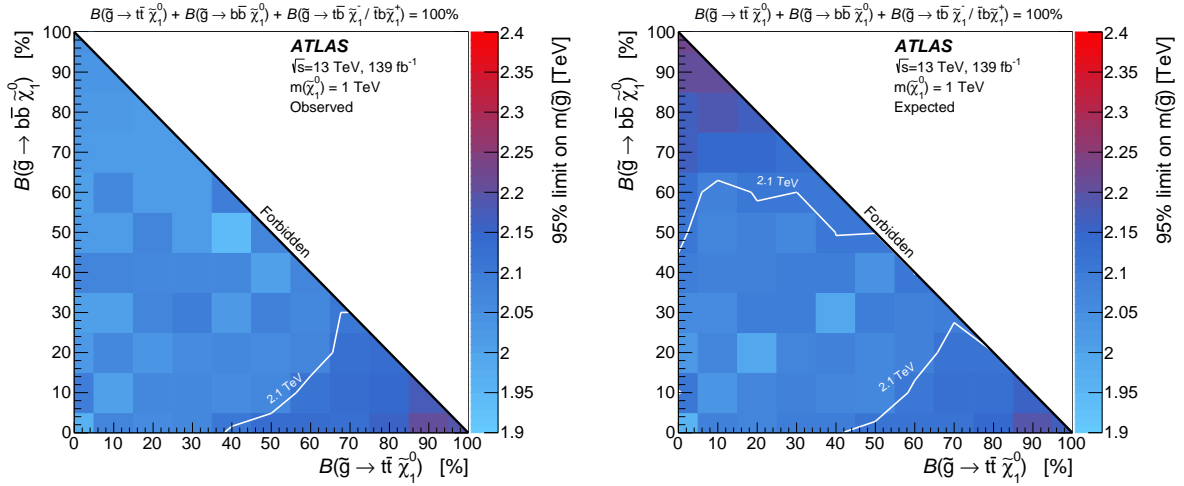 B(g̃ → tt̄ χ̃₁⁰) + B(g̃ → bb̄ χ̃₁⁰) + B(g̃ → tb̄ χ̃₁⁻ / t̄bχ̃₁⁺) = 100%
B(g̃ → bb̄ χ̃₁⁰) [%]
100
90
80
70
60
50
40
30
20
10
0
ATLAS
√s=13 TeV, 139 fb⁻¹
m(χ̃₁⁰) = 1 TeV
Observed
Forbidden
2.1 TeV
0 10 20 30 40 50 60 70 80 90 100
B(g̃ → tt̄ χ̃₁⁰) [%]
2.4
2.35
2.3
2.25
2.2
2.15
2.1
2.05
2
1.95
1.9
95% limit on m(g̃) [TeV]
B(g̃ → tt̄ χ̃₁⁰) + B(g̃ → bb̄ χ̃₁⁰) + B(g̃ → tb̄ χ̃₁⁻ / t̄bχ̃₁⁺) = 100%
B(g̃ → bb̄ χ̃₁⁰) [%]
100
90
80
70
60
50
40
30
20
10
0
ATLAS
√s=13 TeV, 139 fb⁻¹
m(χ̃₁⁰) = 1 TeV
Expected
2.1 TeV
Forbidden
2.1 TeV
0 10 20 30 40 50 60 70 80 90 100
B(g̃ → tt̄ χ̃₁⁰) [%]
2.4
2.35
2.3
2.25
2.2
2.15
2.1
2.05
2
1.95
1.9
95% limit on m(g̃) [TeV]